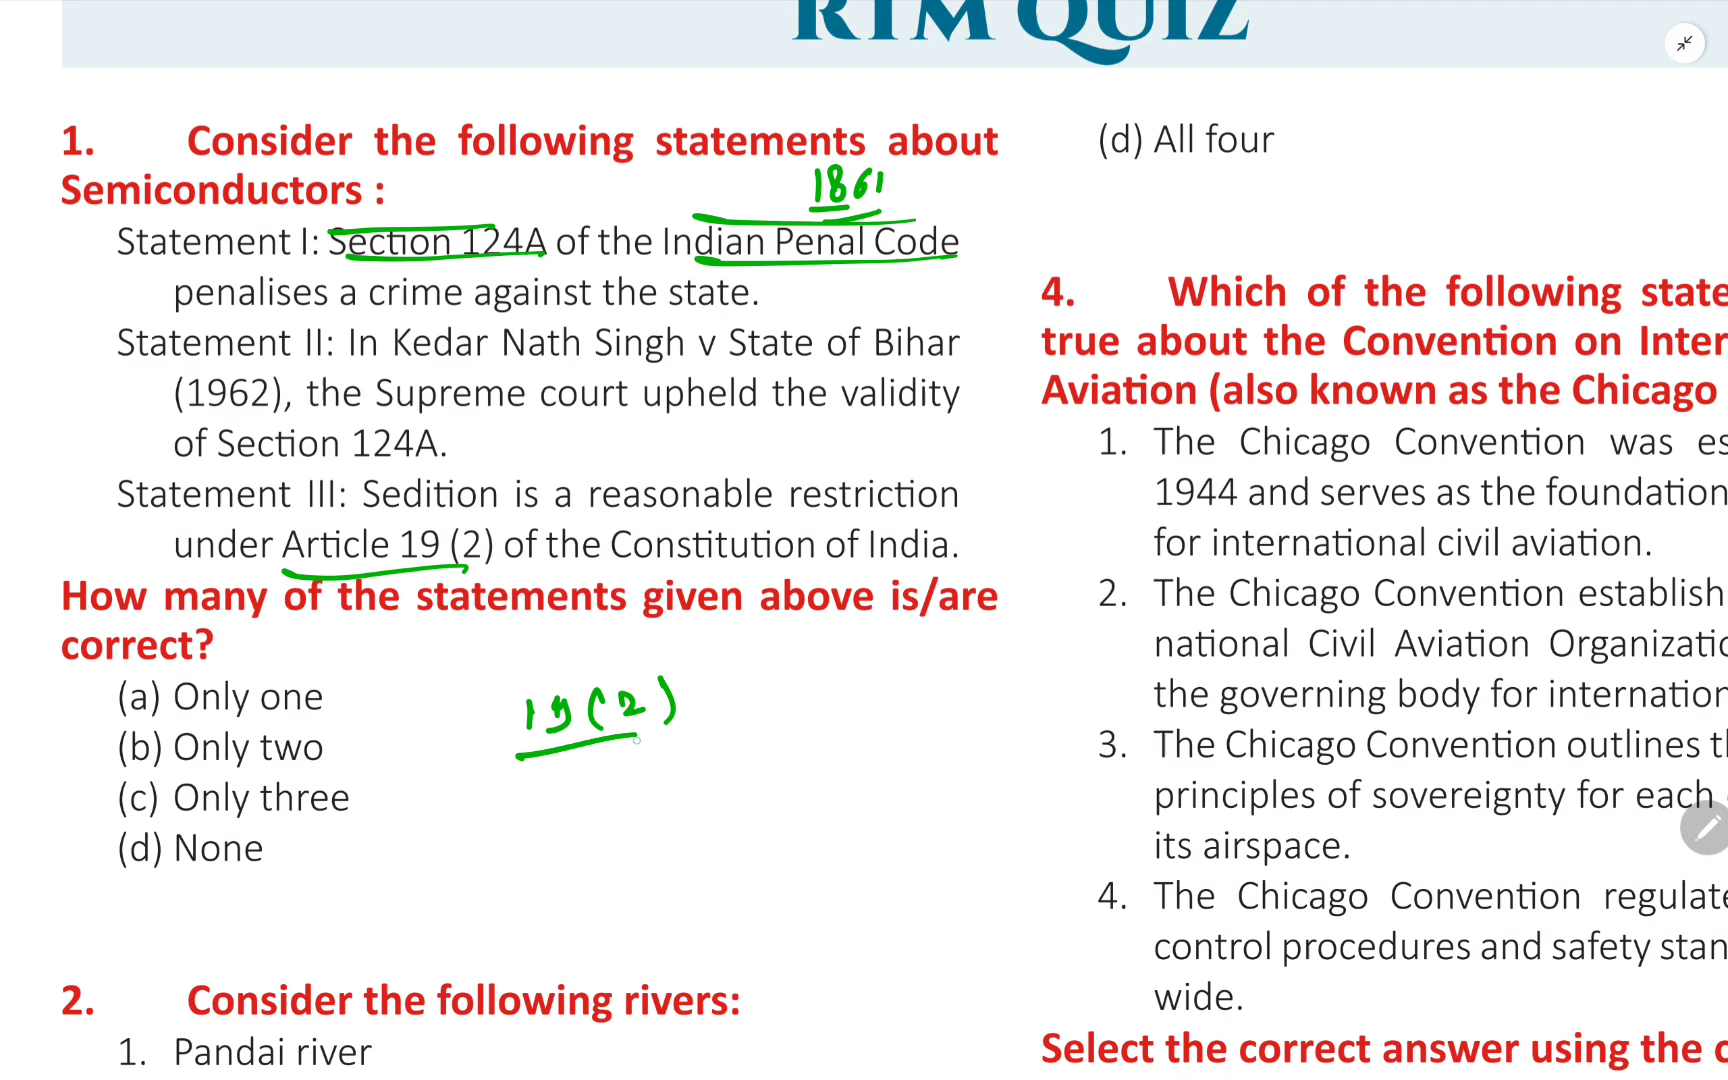 RIM QUIZ
1. Consider the following statements about
Semiconductors :
1861
Statement I: Section 124A of the Indian Penal Code
penalises a crime against the state.
Statement II: In Kedar Nath Singh v State of Bihar
(1962), the Supreme court upheld the validity
of Section 124A.
Statement III: Sedition is a reasonable restriction
under Article 19 (2) of the Constitution of India.
How many of the statements given above is/are
correct?
(a) Only one
(b) Only two
(c) Only three
(d) None
19 (2)
2. Consider the following rivers:
1. Pandai river
(d) All four
4. Which of the following state
true about the Convention on Inter
Aviation (also known as the Chicago
1. The Chicago Convention was es
1944 and serves as the foundation
for international civil aviation.
2. The Chicago Convention establish
national Civil Aviation Organizatio
the governing body for internation
3. The Chicago Convention outlines th
principles of sovereignty for each
its airspace.
4. The Chicago Convention regulate
control procedures and safety stan
wide.
Select the correct answer using the c